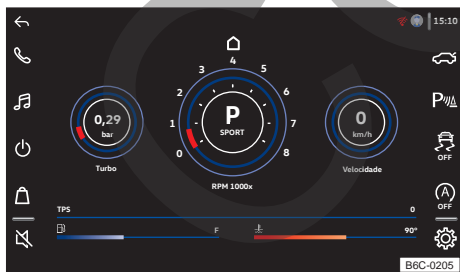 15:10
4
3 5
2 6
1 7
0 8
P
SPORT
RPM 1000x
0,29
bar
Turbo
0
km/h
Velocidade
P
OFF
A
OFF
TPS 0
F 90°
B6C-0205